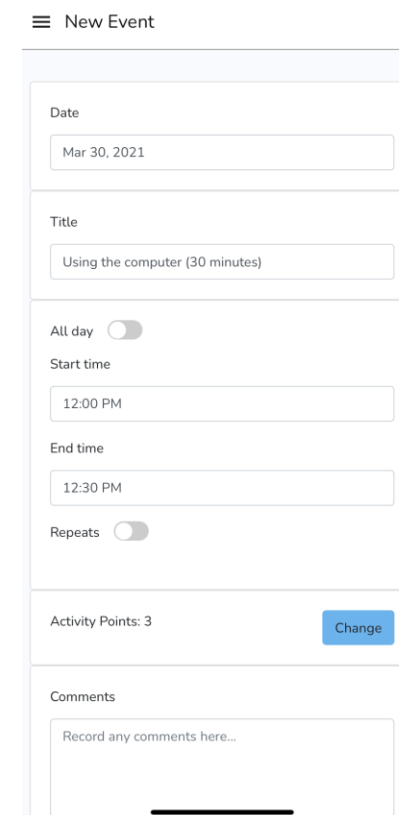 New Event
Date
Mar 30, 2021
Title
Using the computer (30 minutes)
All day
Start time
12:00 PM
End time
12:30 PM
Repeats
Activity Points: 3
Change
Comments
Record any comments here...